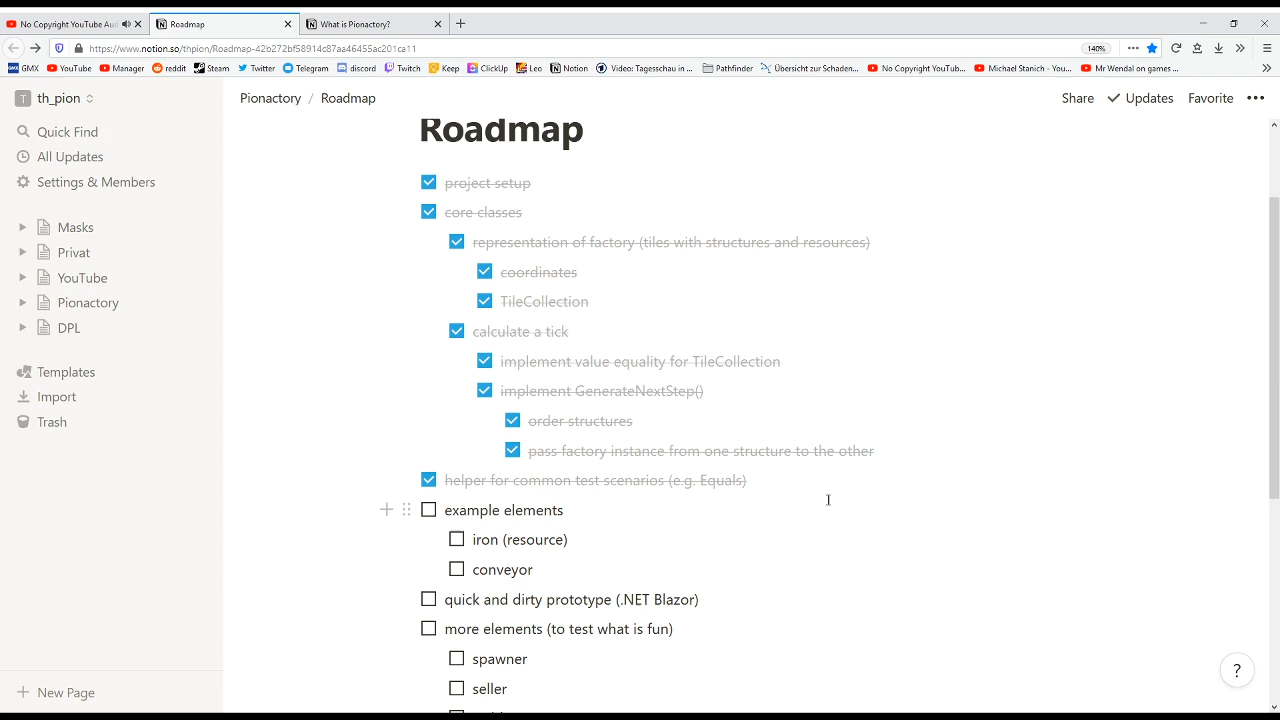 No Copyright YouTube Aud
Roadmap
What is Pionactory?
https://www.notion.so/thpion/Roadmap-42b272bf58914c87aa46455ac201ca11
140%
GMX YouTube Manager reddit Steam Twitter Telegram discord Twitch Keep ClickUp Lo Notion Video: Tagesschau in ... Pathfinder Übersicht zur Schaden... No Copyright YouTub... Michael Stanich - You... Mr Wendal on games...
T th_pion
Pionactory / Roadmap
Share Updates Favorite
Quick Find
All Updates
Settings & Members
Masks
Privat
YouTube
Pionactory
DPL
Templates
Import
Trash
New Page
Roadmap
project setup
core classes
representation of factory (tiles with structures and resources)
coordinates
TileCollection
calculate a tick
implement value equality for TileCollection
implement GenerateNextStep()
order structures
pass factory instance from one structure to the other
helper for common test scenarios (e.g. Equals)
example elements
iron (resource)
conveyor
quick and dirty prototype (.NET Blazor)
more elements (to test what is fun)
spawner
seller
?